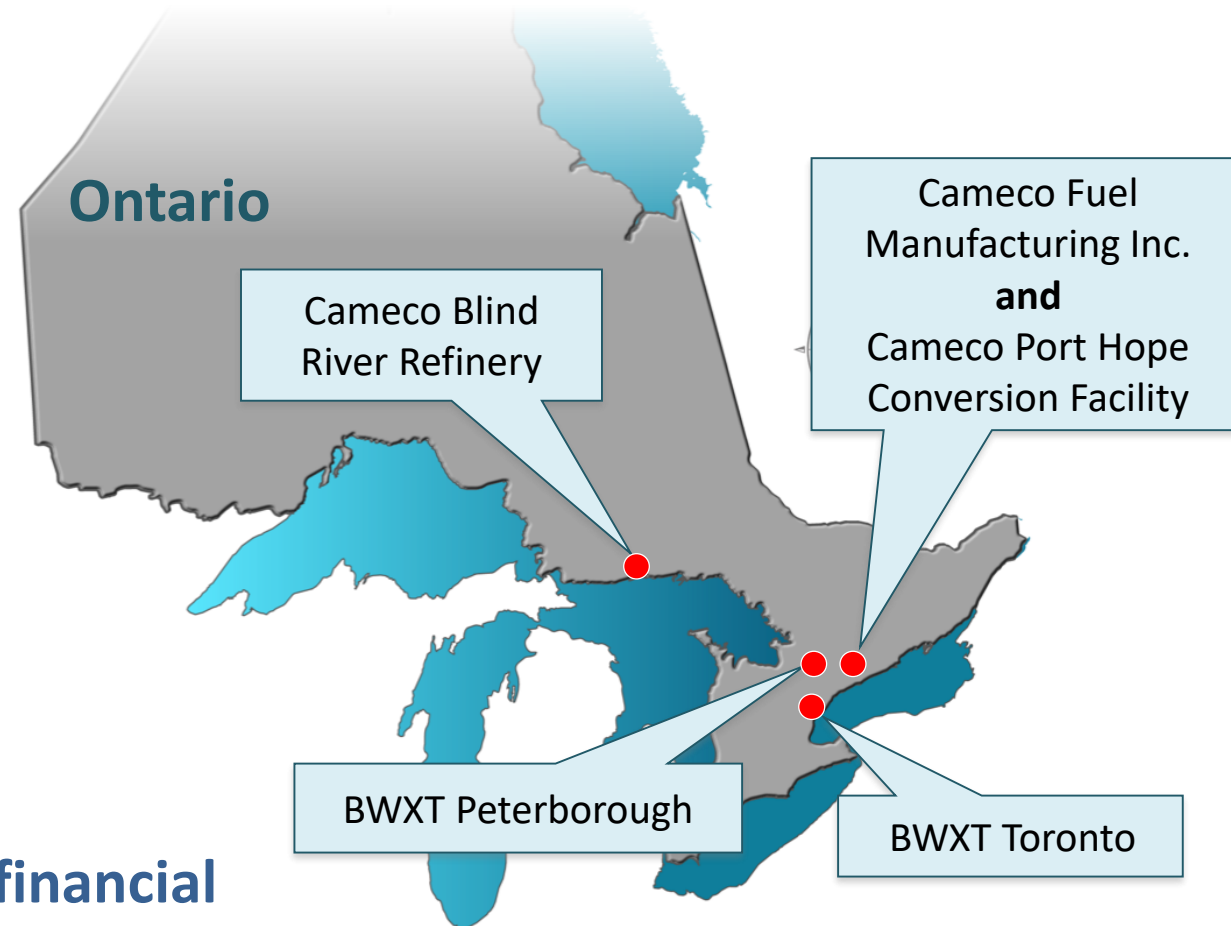 Ontario
Cameco Fuel
Manufacturing Inc.
and
Cameco Port Hope
Conversion Facility
Cameco Blind
River Refinery
BWXT Peterborough
BWXT Toronto
financial